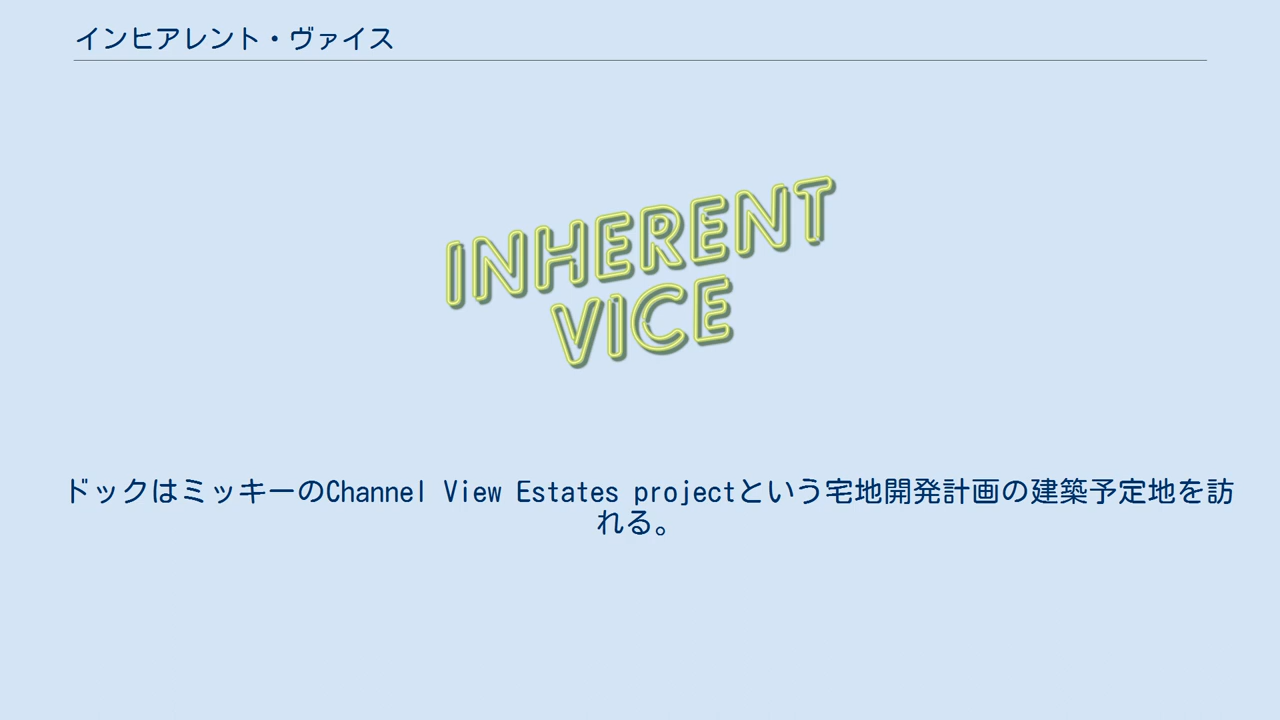 インヒアレント・ヴァイス
INHERENT
VICE
ドックはミッキーのChannel View Estates projectという宅地開発計画の建築予定地を訪
れる。